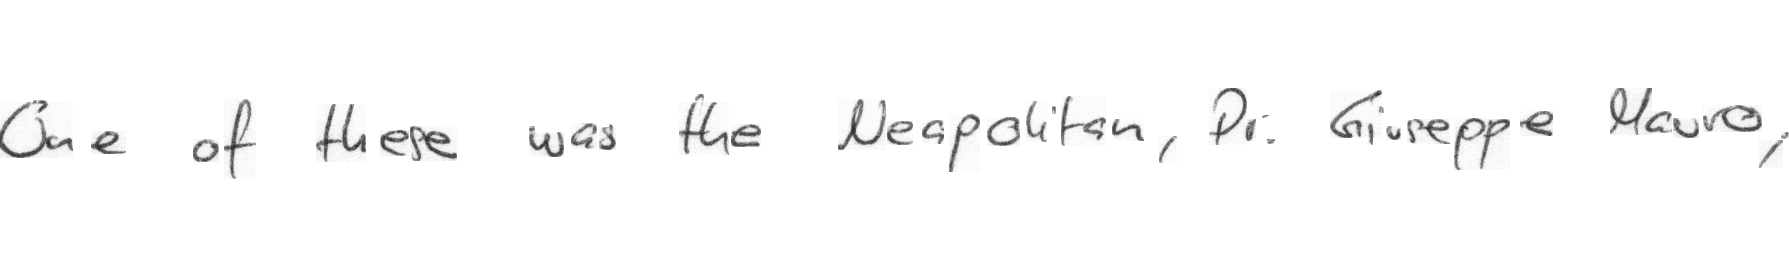 One of these was the Neapolitan, Dr. Giuseppe Mauro,